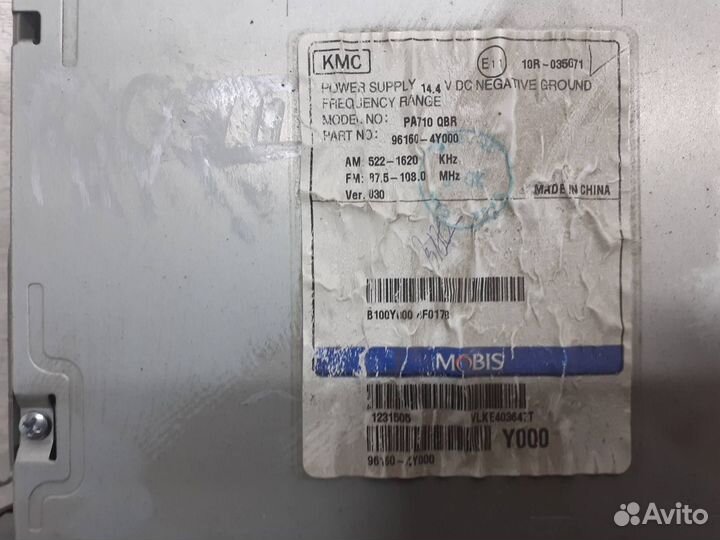 KMC
E11
10R-035671
POWER SUPPLY 14.4 V DC NEGATIVE GROUND
FREQUENCY RANGE
MODEL NO: PA710 QBR
PART NO: 96160-4Y000
AM: 522-1620 KHz
FM: 87.5-108.0 MHz
Ver. 030
MADE IN CHINA
MOBIS
Y000
96160-4Y000
Avito